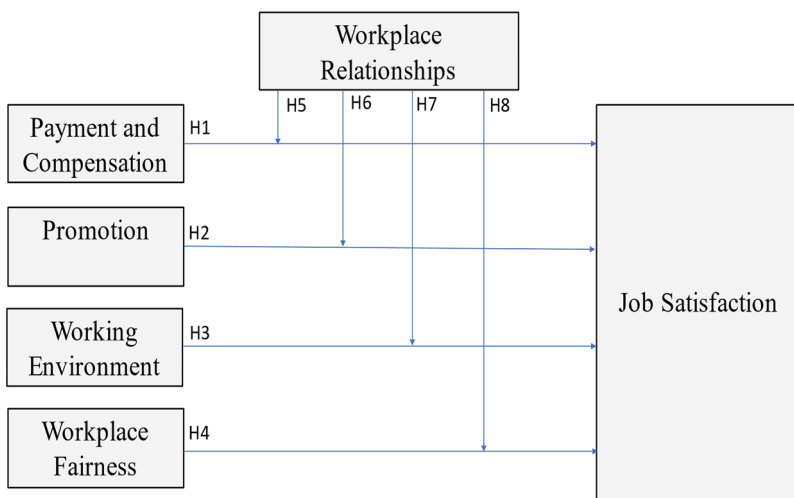 Workplace
Relationships
H5
H6
H7
H8
Payment and
Compensation
H1
Promotion
H2
Job Satisfaction
Working
Environment
H3
Workplace
Fairness
H4